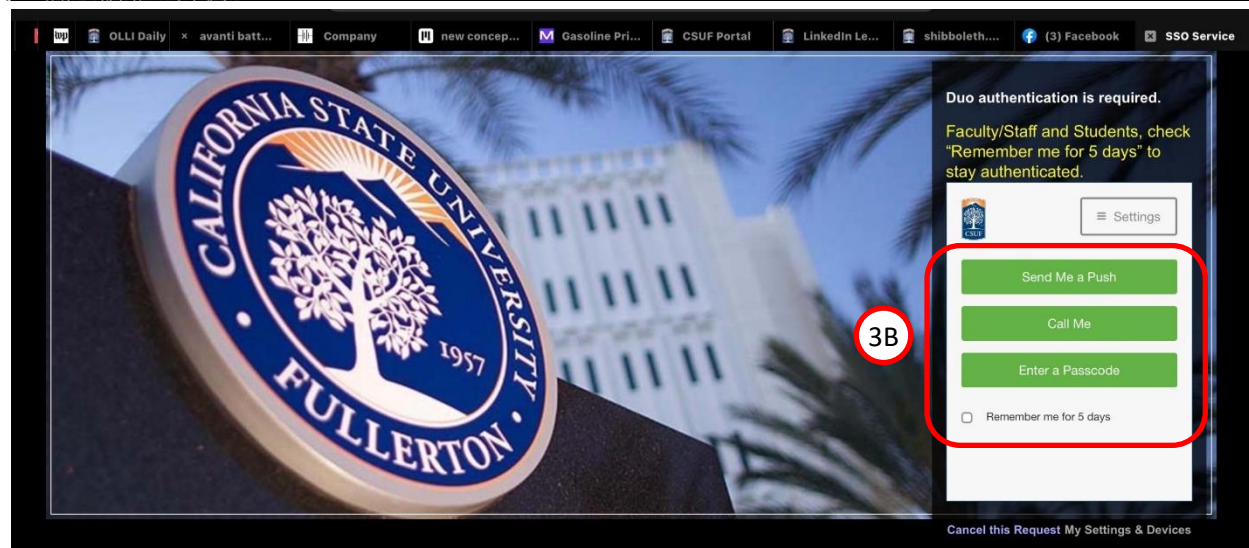 OLLI Daily
× avanti batt...
Company
new concep...
M Gasoline Pri...
CSUF Portal
LinkedIn Le...
shibboleth....
(3) Facebook
SSO Service
wp
CALIFORNIA STATE UNIVERSITY
1957
FULLERTON
Duo authentication is required.
Faculty/Staff and Students, check
“Remember me for 5 days” to
stay authenticated.
CSUF
≡ Settings
Send Me a Push
Call Me
Enter a Passcode
Remember me for 5 days
3B
Cancel this Request My Settings & Devices